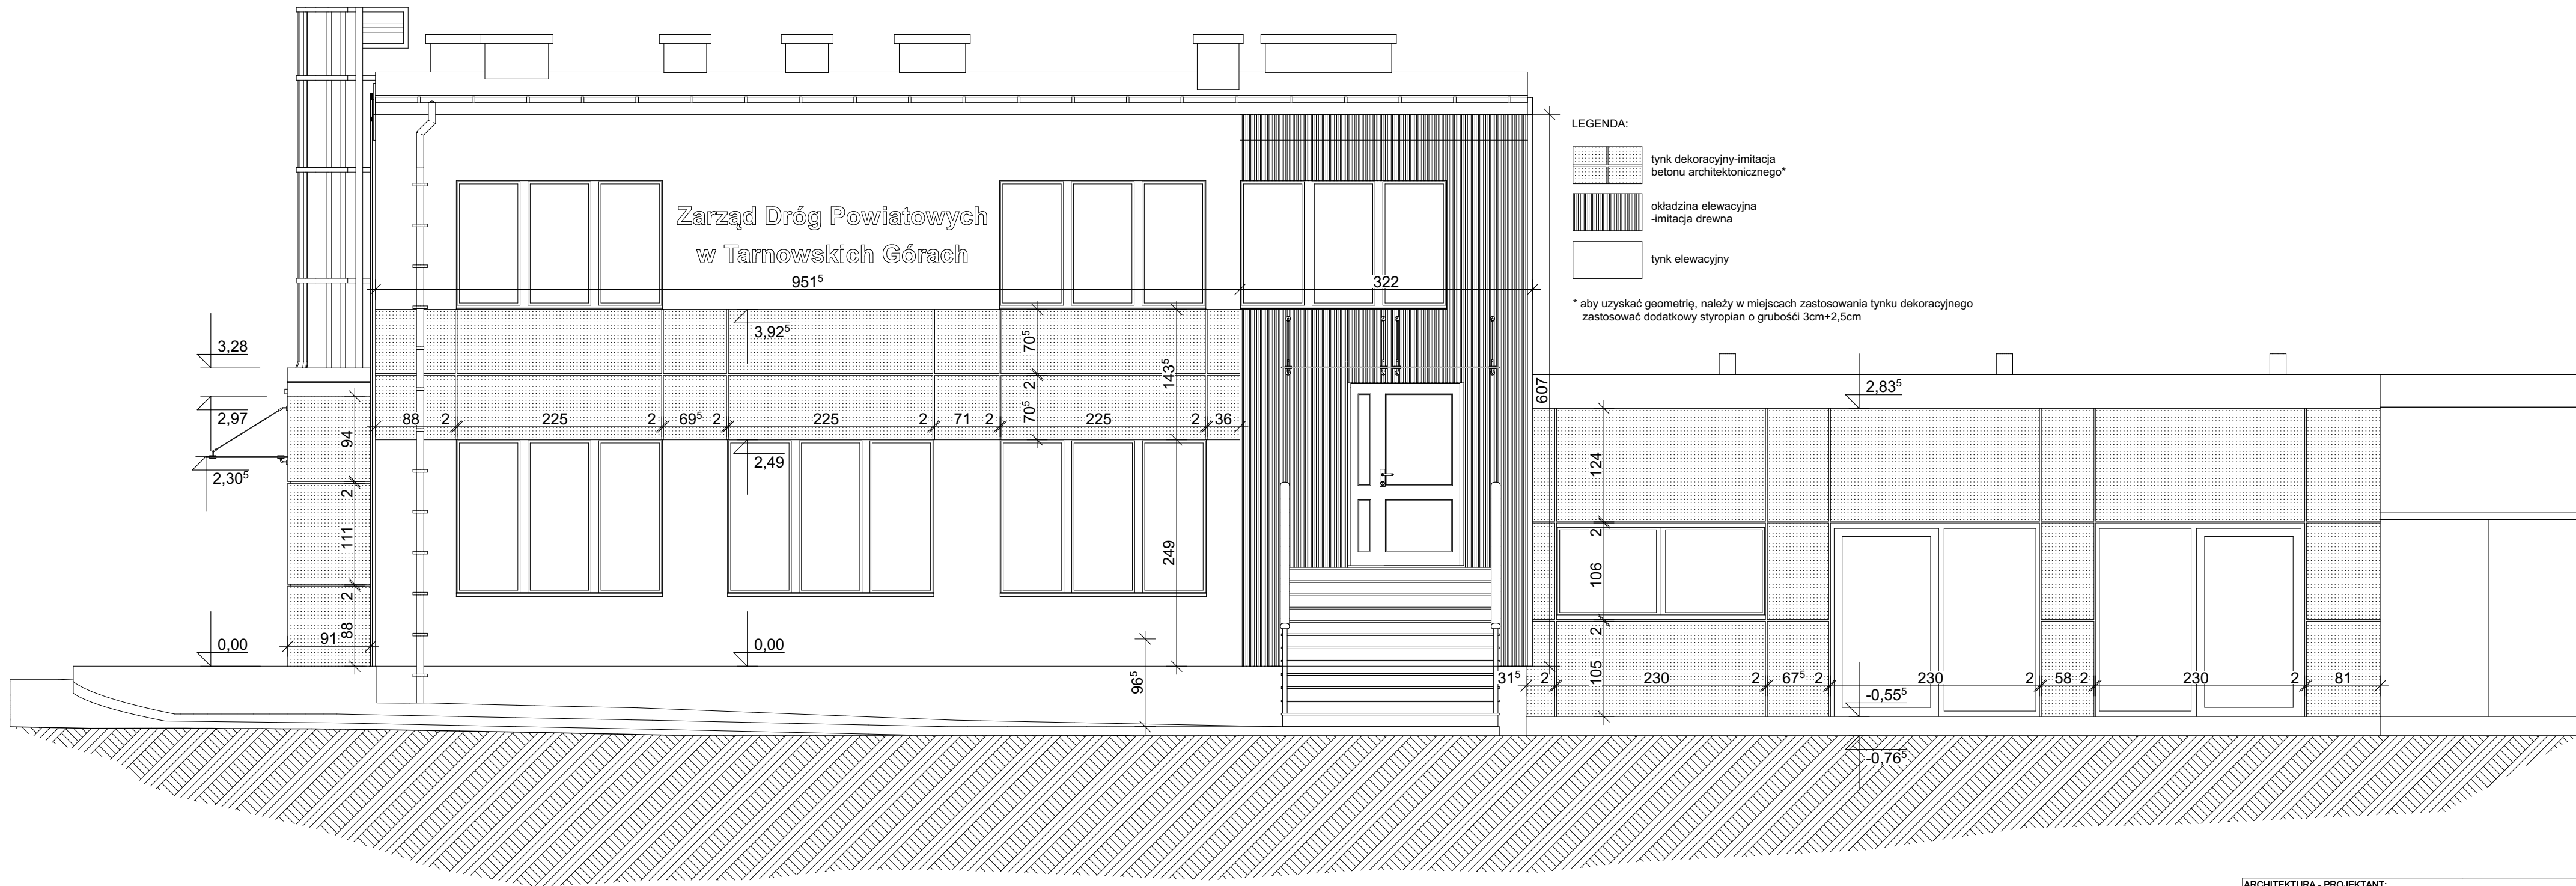 Zarząd Dróg Powiatowych
w Tarnowskich Górach
951⁵
322
3,92⁵
3,28
2,97
2,30⁵
0,00
94
2
111
2
88
91
88 2 225 2 69⁵ 2 225 2 71 2 225 2 36
70⁵
2
70⁵
143⁵
249
2,49
0,00
96⁵
607
LEGENDA:
tynk dekoracyjny-imitacja
betonu architektonicznego*
okładzina elewacyjna
-imitacja drewna
tynk elewacyjny
* aby uzyskać geometrię, należy w miejscach zastosowania tynku dekoracyjnego
zastosować dodatkowy styropian o grubośći 3cm+2,5cm
2,83⁵
124
2
106
2
105
31⁵ 2 230 2 67⁵ 2 230 2 58 2 230 2 81
-0,55⁵
-0,76⁵
ARCHITEKTURA - PROJEKTANT: